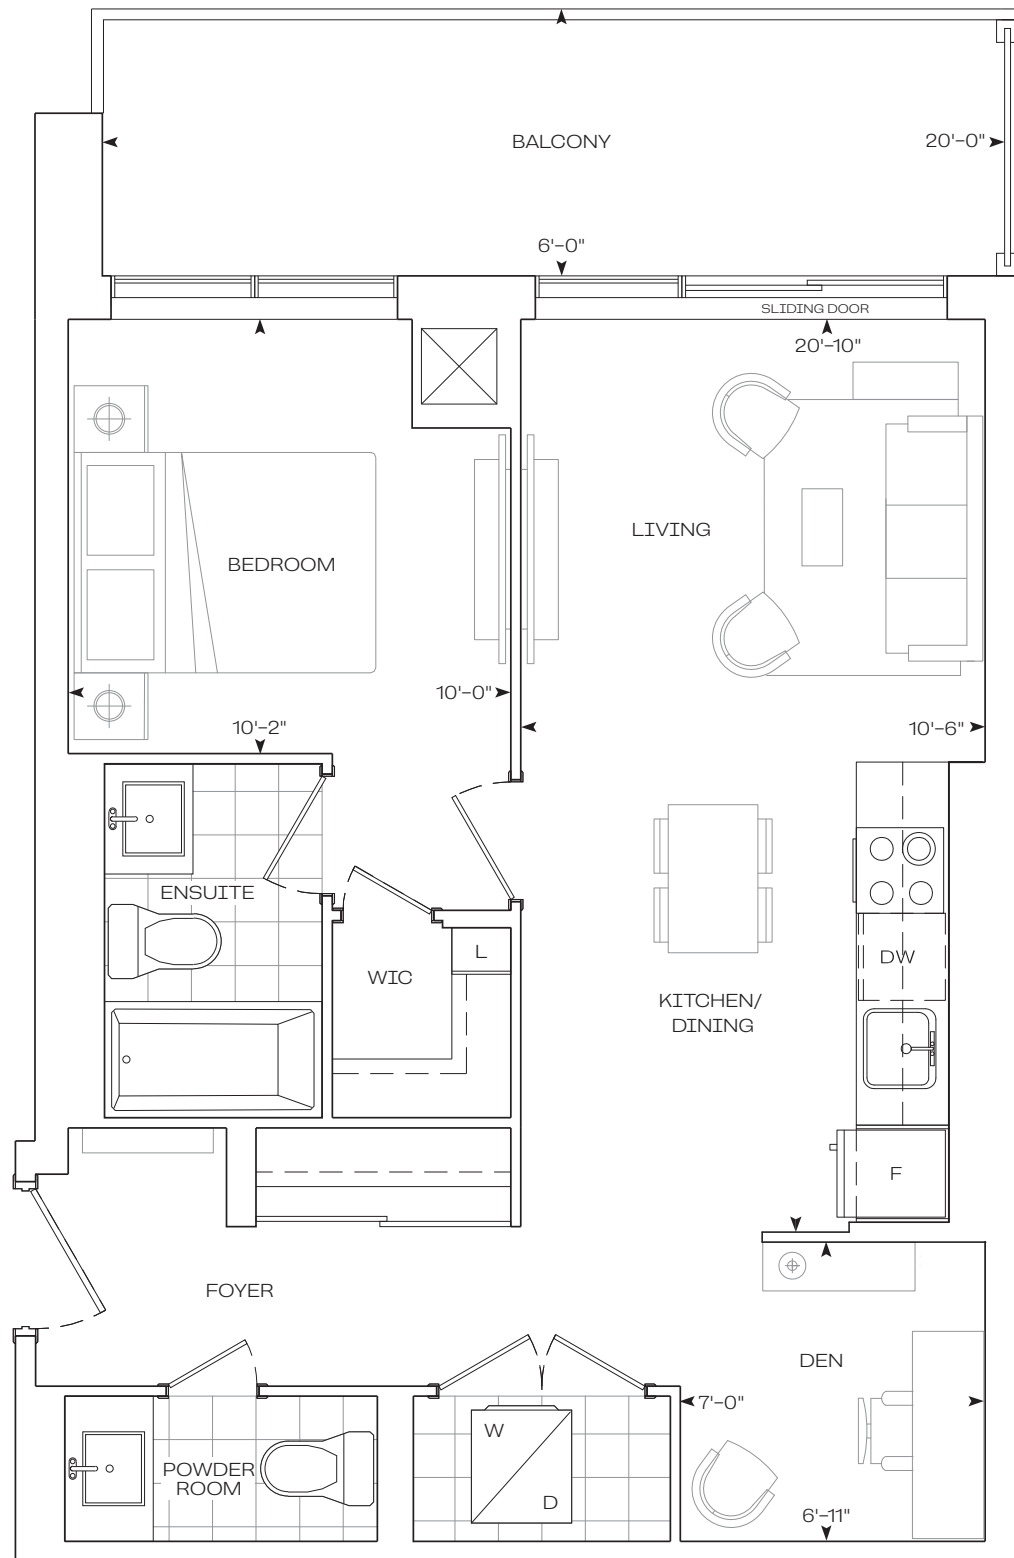 BALCONY
20'-0"
6'-0"
SLIDING DOOR
20'-10"
LIVING
BEDROOM
10'-0"
10'-2"
10'-6"
ENSUITE
WIC
L
DW
KITCHEN/
DINING
F
FOYER
DEN
7'-0"
W
D
POWDER
ROOM
6'-11"